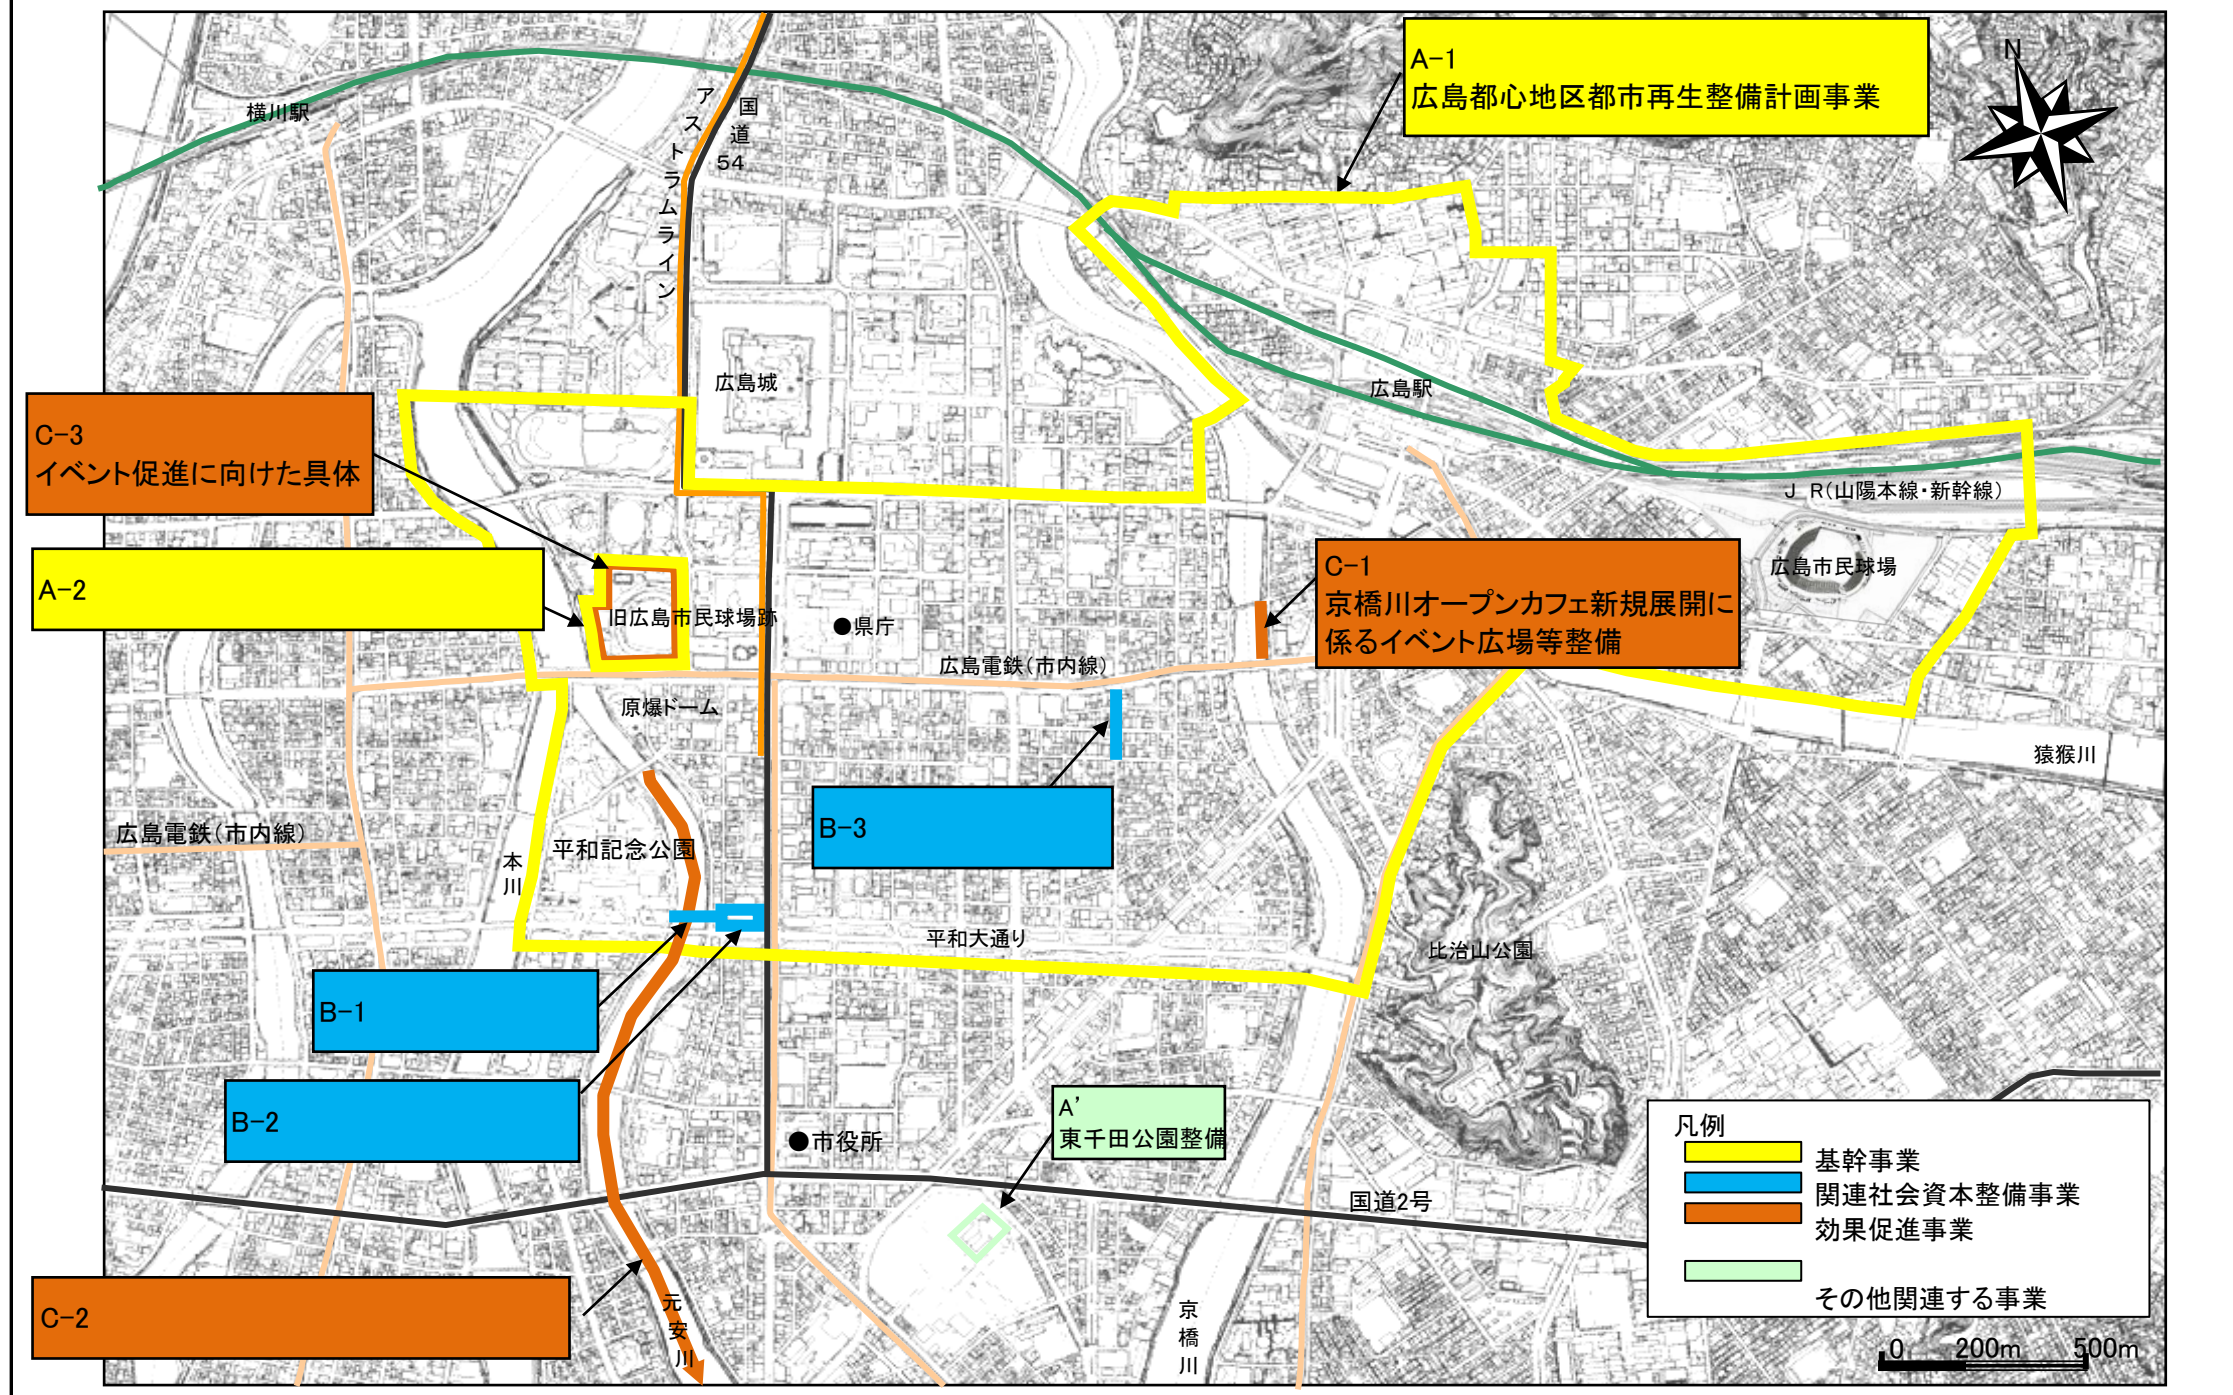 A-1
広島都心地区都市再生整備計画事業
N
横川駅
アストラムライン
国道54
広島城
広島駅
C-3
イベント促進に向けた具体
J R(山陽本線・新幹線)
A-2
旧広島市民球場跡
●県庁
C-1
京橋川オープンカフェ新規展開に
係るイベント広場等整備
広島市民球場
広島電鉄(市内線)
原爆ドーム
猿猴川
B-3
広島電鉄(市内線)
本川
平和記念公園
平和大通り
比治山公園
B-1
B-2
●市役所
A’
東千田公園整備
国道2号
凡例
基幹事業
関連社会資本整備事業
効果促進事業
その他関連する事業
C-2
元安川
京橋川
0 200m 500m